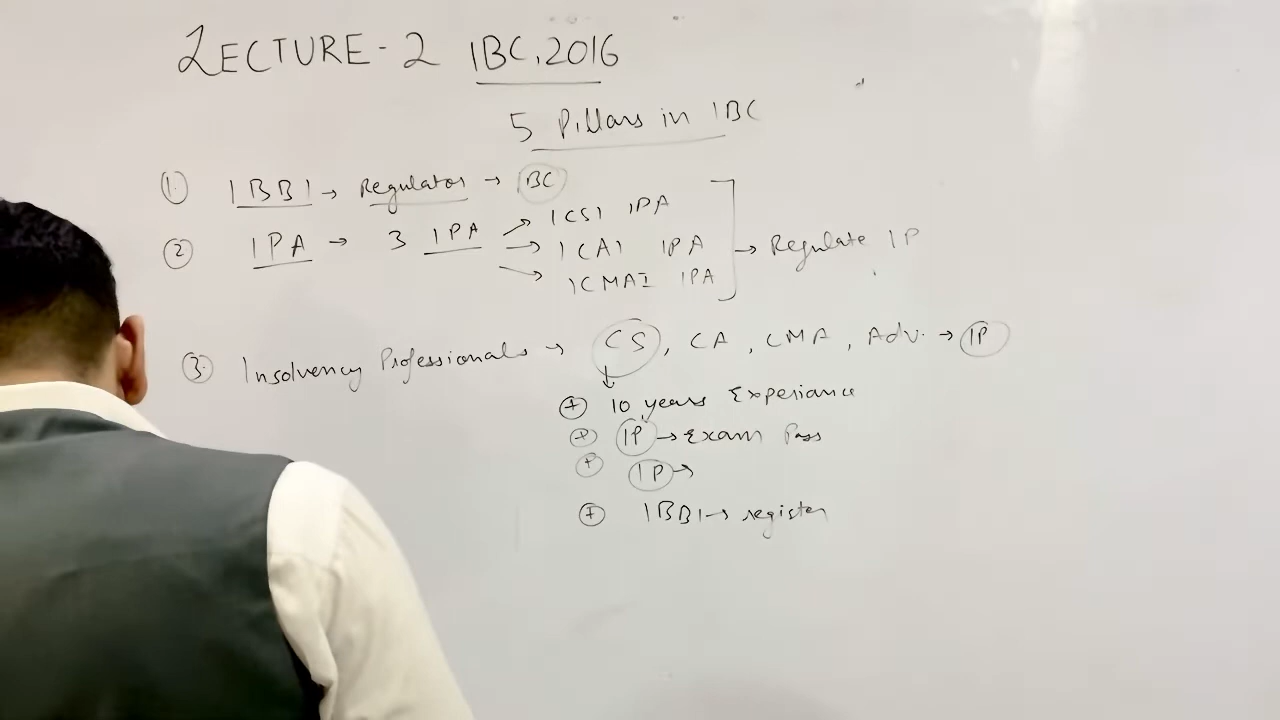 LECTURE - 2 IBC, 2016
5 Pillars in IBC
① IBBI → Regulator → IBC
② IPA → 3 IPA → ICSI IPA
→ ICAI IPA → Regulate IP
→ ICMAI IPA
③ Insolvency Professionals → CS, CA, CMA, Adv. → IP
+ 10 years Experiance
+ IP → Exam Pass
+ IP →
+ IBBI → register